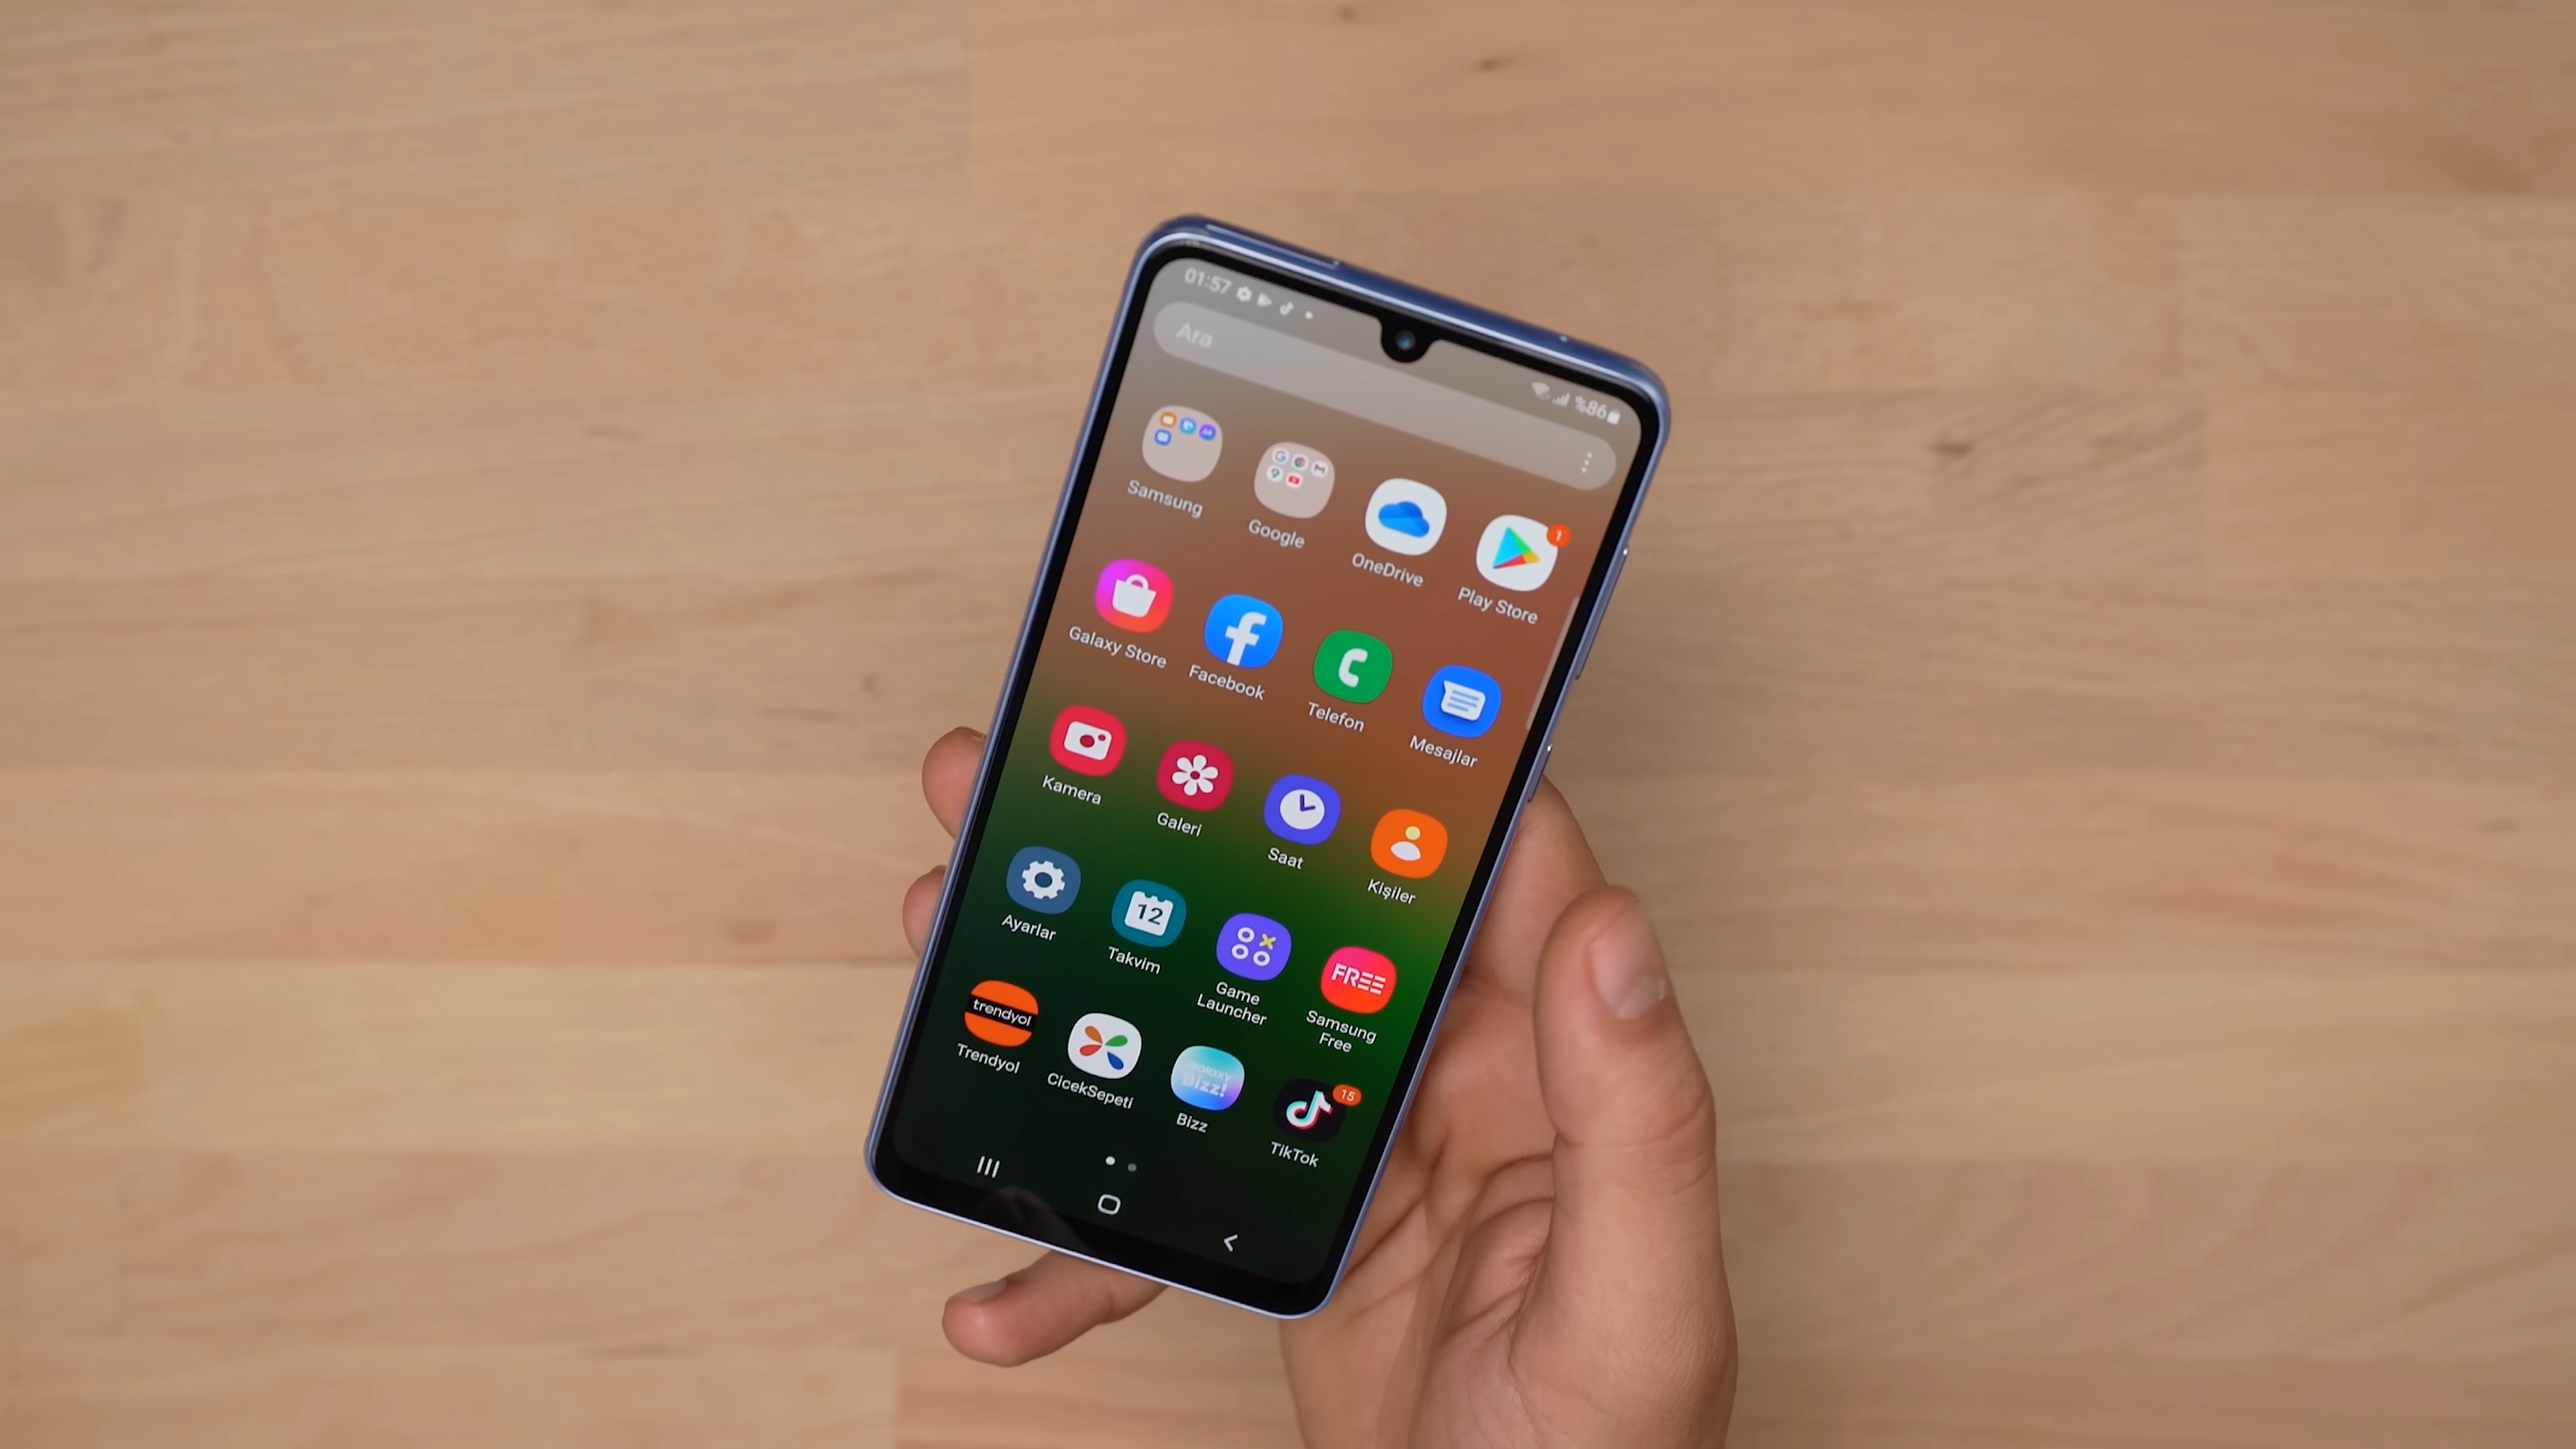 01:57
%86
Ara
Samsung
Google
OneDrive
1
Play Store
Galaxy Store
Facebook
Telefon
Mesajlar
Kamera
Galeri
Saat
Kişiler
Ayarlar
12
Takvim
Game
Launcher
FREE
Samsung
Free
trendyol
Trendyol
CicekSepeti
Galaxy
Bizz!
Bizz
15
TikTok